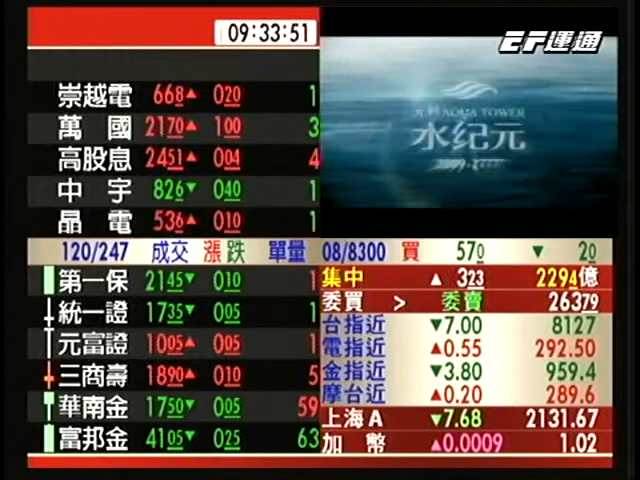 09:33:51
EF運通
崇越電 668▲ 020 1
萬國 2170▲ 100 3
高股息 2451▲ 004 4
中宇 826▼ 040 1
晶電 536▲ 010 1
AQUA TOWER
水纪元
120/247 成交 漲跌 單量
第一保 2145▼ 010 1
統一證 1735▼ 005 1
元富證 1005▲ 005 1
三商壽 1890▲ 010 5
華南金 1750▼ 005 59
富邦金 4105▼ 025 63
08/8300 買 570 ▼ 20
集中 ▲ 323 2294億
委買 > 委賣 26379
台指近 ▼7.00 8127
電指近 ▲0.55 292.50
金指近 ▼3.80 959.4
摩台近 ▲0.20 289.6
上海A ▼7.68 2131.67
加幣 ▲0.0009 1.02